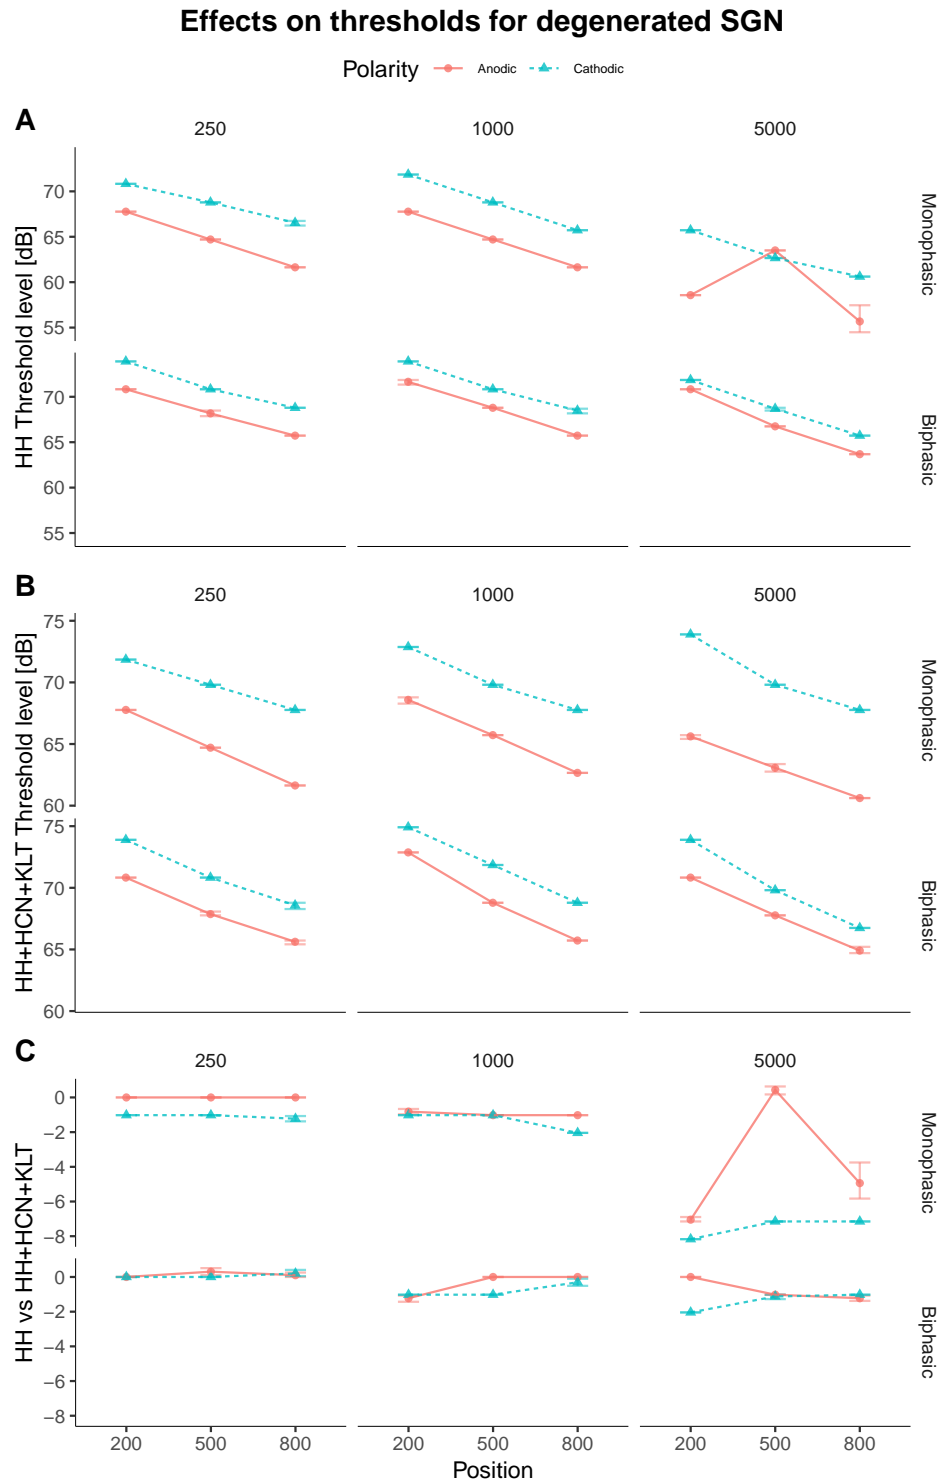 Effects on thresholds for degenerated SGN
Polarity Anodic Cathodic
A
250 1000 5000
HH Threshold level [dB]
70
65
60
55
Monophasic
70
65
60
55
Biphasic
B
250 1000 5000
HH+HCN+KLT Threshold level [dB]
75
70
65
60
Monophasic
75
70
65
60
Biphasic
C
250 1000 5000
HH vs HH+HCN+KLT
0
−2
−4
−6
−8
Monophasic
0
−2
−4
−6
−8
Biphasic
200 500 800 200 500 800 200 500 800
Position